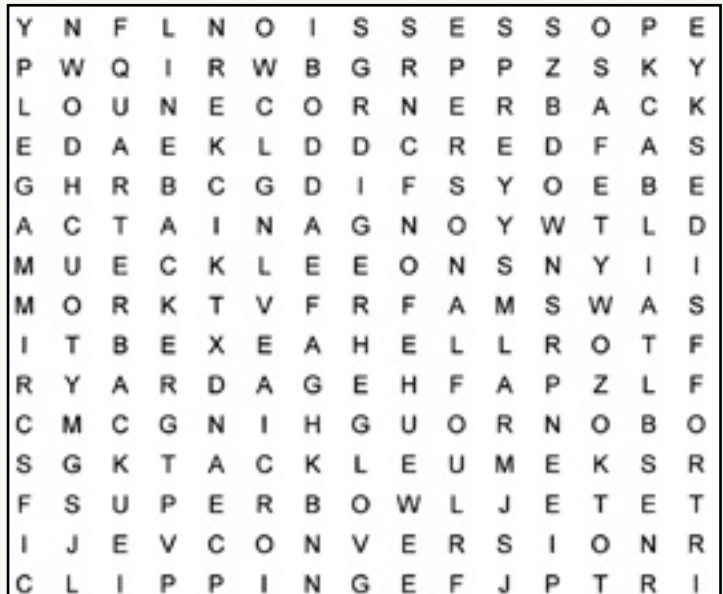 Y N F L N O I S S E S S O P E
P W Q I R W B G R P P Z S K Y
L O U N E C O R N E R B A C K
E D A E K L D D C R E D F A S
G H R B C G D I F S Y O E B E
A C T A I N A G N O Y W T L D
M U E C K L E E O N S N Y I I
M O R K T V F R F A M S W A S
I T B E X E A H E L L R O T F
R Y A R D A G E H F A P Z L F
C M C G N I H G U O R N O B O
S G K T A C K L E U M E K S R
F S U P E R B O W L J E T E T
I J E V C O N V E R S I O N R
C L I P P I N G E F J P T R I